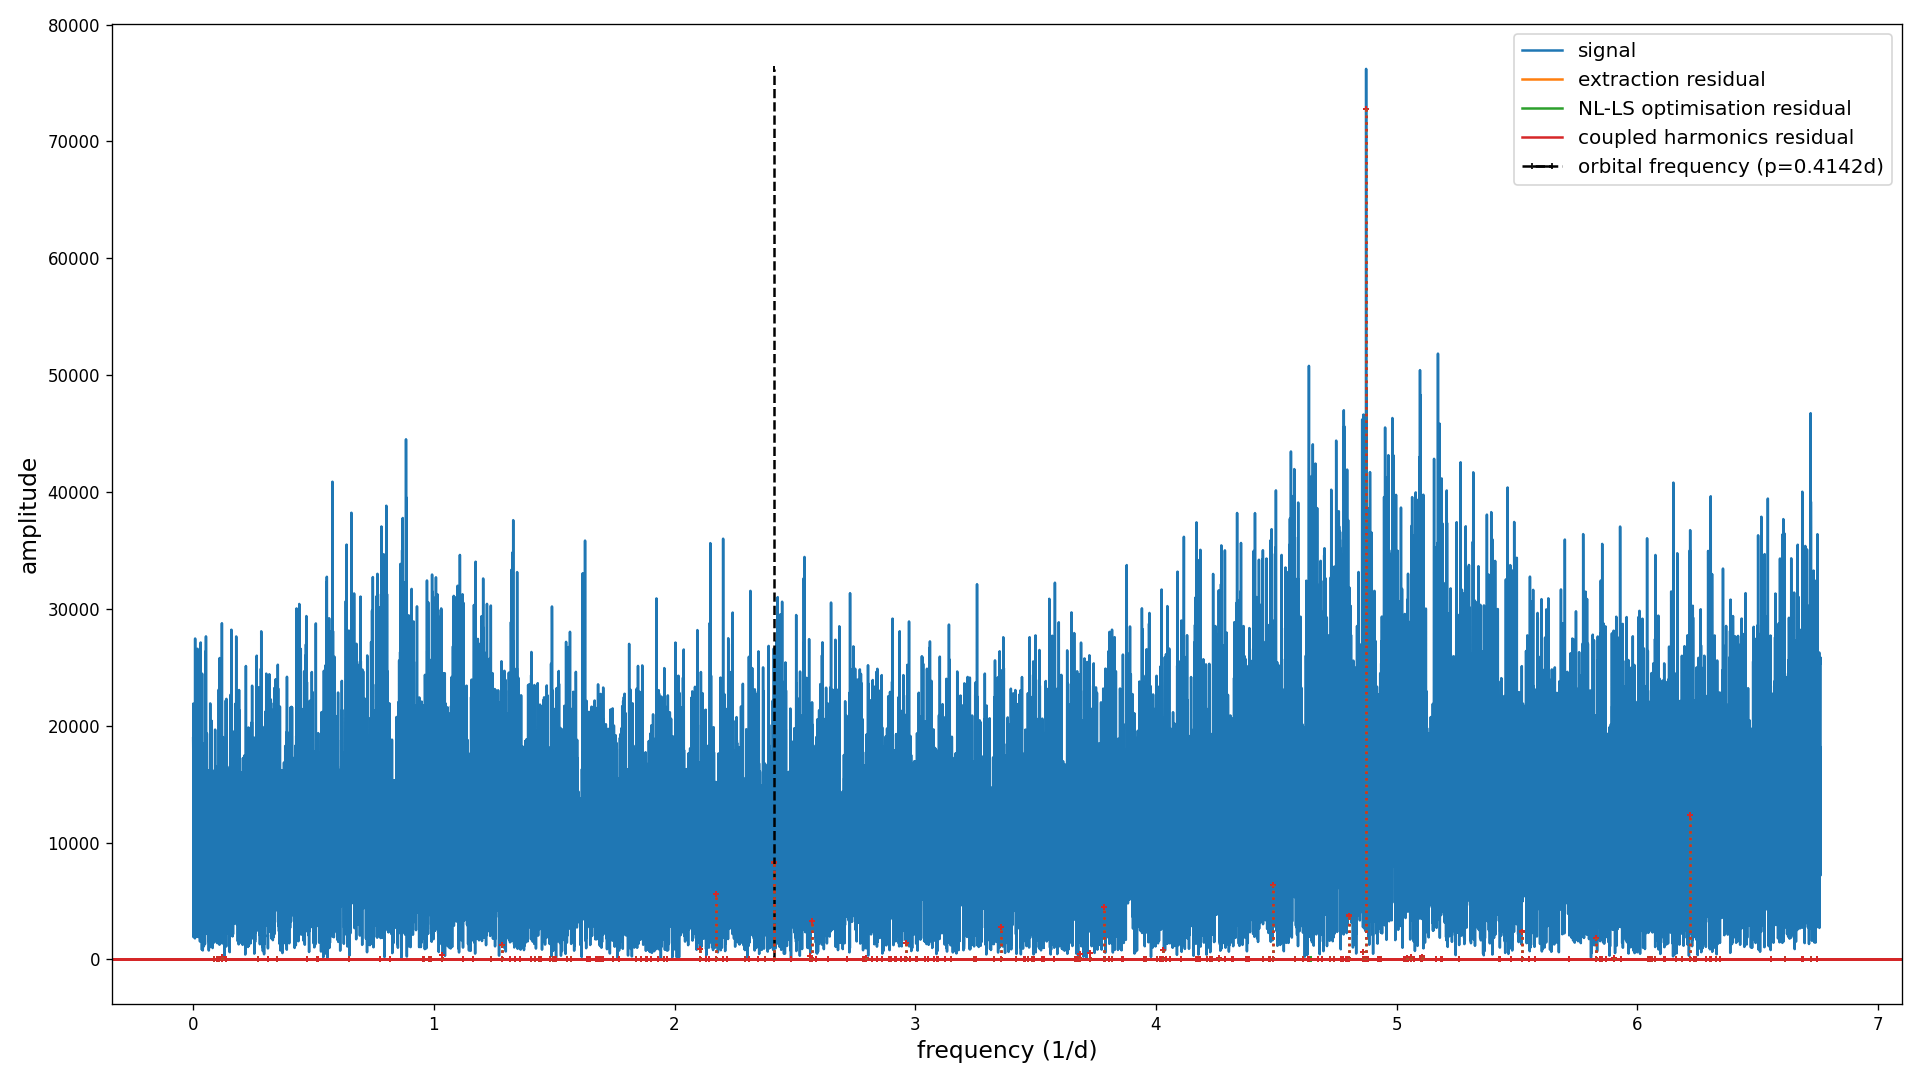 80000
70000
60000
50000
40000
30000
20000
10000
0
amplitude
0 1 2 3 4 5 6 7
frequency (1/d)
signal
extraction residual
NL-LS optimisation residual
coupled harmonics residual
orbital frequency (p=0.4142d)